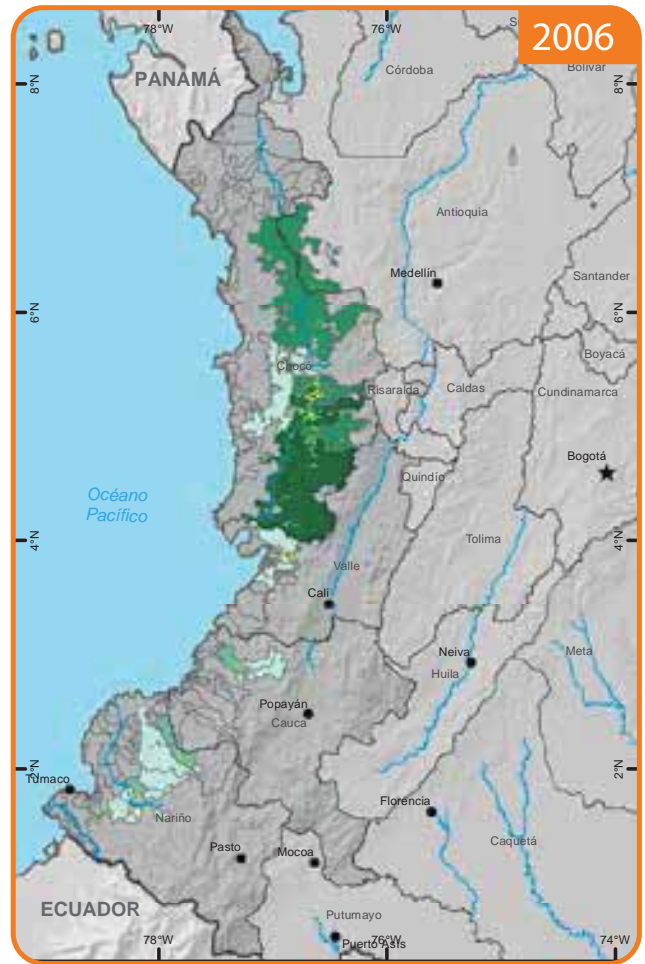 2006
78°W
76°W
PANAMÁ
Córdoba
Bolívar
8°N
8°N
Antioquia
Medellín
Santander
6°N
6°N
Boyacá
Chocó
Risaralda
Caldas
Cundinamarca
Bogotá
Quindío
Océano
Pacífico
4°N
4°N
Tolima
Valle
Cali
Neiva
Meta
Huila
Popayán
Cauca
2°N
2°N
Tumaco
Florencia
Nariño
Caquetá
Pasto
Mocoa
ECUADOR
Putumayo
Puerto Asís
78°W
76°W
74°W